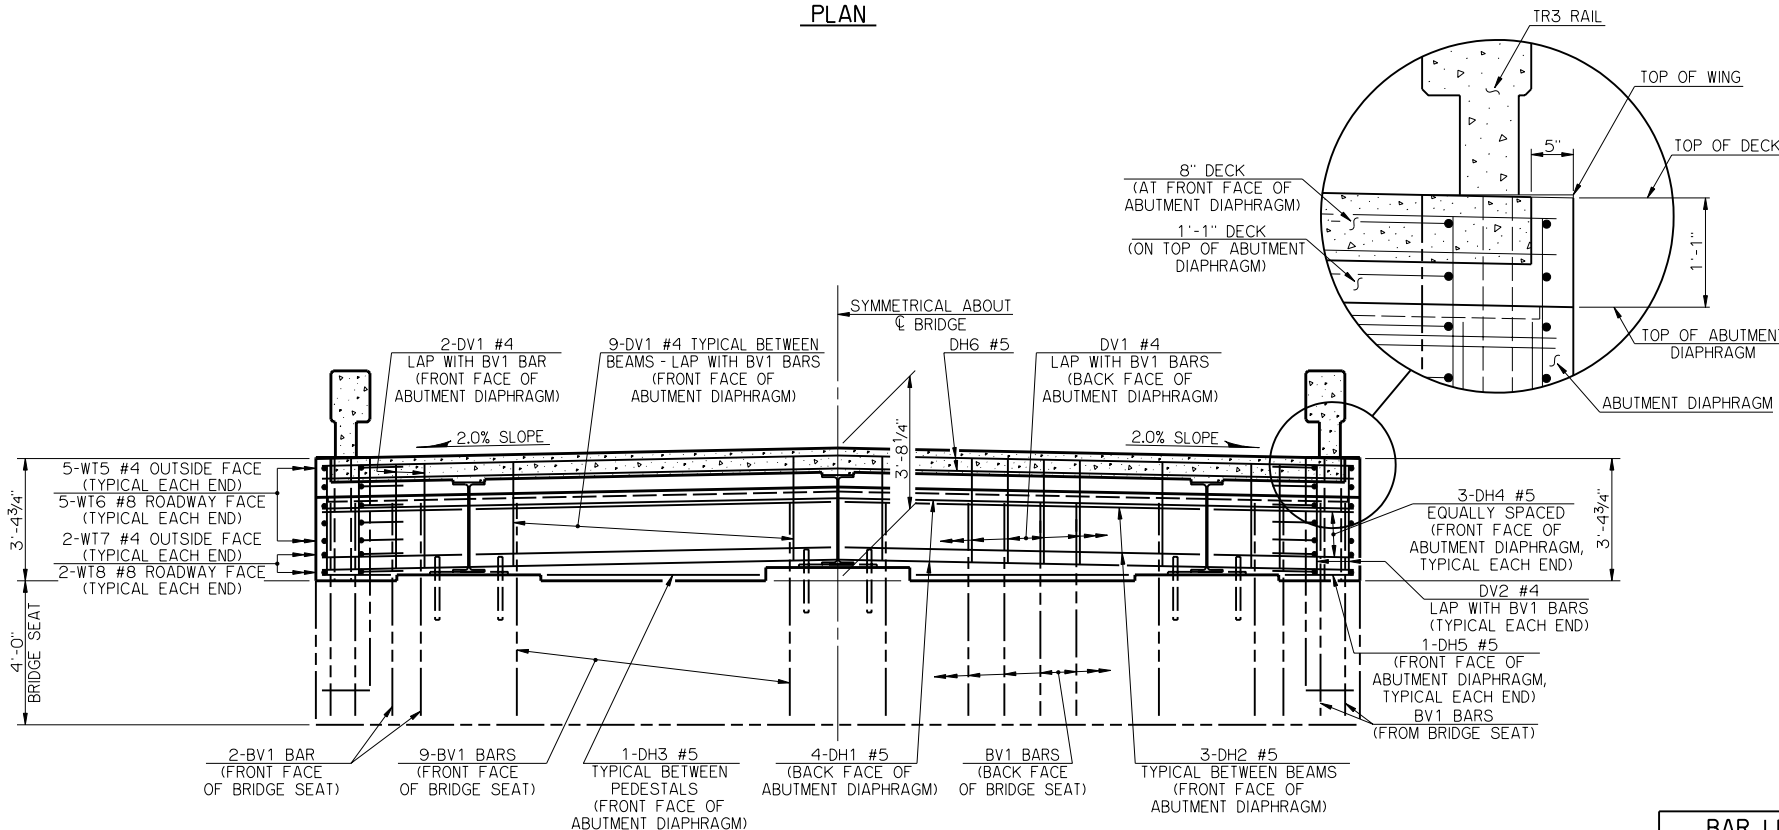 PLAN
TR3 RAIL
TOP OF WING
5"
TOP OF DECK
8" DECK
(AT FRONT FACE OF
ABUTMENT DIAPHRAGM)
1'-1" DECK
(ON TOP OF ABUTMENT
DIAPHRAGM)
1'-1"
TOP OF ABUTMENT
DIAPHRAGM
ABUTMENT DIAPHRAGM
SYMMETRICAL ABOUT
℄ BRIDGE
2-DV1 #4
LAP WITH BV1 BAR
(FRONT FACE OF
ABUTMENT DIAPHRAGM)
9-DV1 #4 TYPICAL BETWEEN
BEAMS - LAP WITH BV1 BARS
(FRONT FACE OF
ABUTMENT DIAPHRAGM)
DH6 #5
DV1 #4
LAP WITH BV1 BARS
(BACK FACE OF
ABUTMENT DIAPHRAGM)
3'-8 1/4"
2.0% SLOPE
2.0% SLOPE
5-WT5 #4 OUTSIDE FACE
(TYPICAL EACH END)
5-WT6 #8 ROADWAY FACE
(TYPICAL EACH END)
2-WT7 #4 OUTSIDE FACE
(TYPICAL EACH END)
2-WT8 #8 ROADWAY FACE
(TYPICAL EACH END)
3'-4 3/4"
4'-0"
BRIDGE SEAT
3-DH4 #5
EQUALLY SPACED
(FRONT FACE OF
ABUTMENT DIAPHRAGM,
TYPICAL EACH END)
3'-4 3/4"
DV2 #4
LAP WITH BV1 BARS
(TYPICAL EACH END)
1-DH5 #5
(FRONT FACE OF
ABUTMENT DIAPHRAGM,
TYPICAL EACH END)
BV1 BARS
(FROM BRIDGE SEAT)
2-BV1 BAR
(FRONT FACE
OF BRIDGE SEAT)
9-BV1 BARS
(FRONT FACE
OF BRIDGE SEAT)
1-DH3 #5
TYPICAL BETWEEN
PEDESTALS
(FRONT FACE OF
ABUTMENT DIAPHRAGM)
4-DH1 #5
(BACK FACE OF
ABUTMENT DIAPHRAGM)
BV1 BARS
(BACK FACE
OF BRIDGE SEAT)
3-DH2 #5
TYPICAL BETWEEN BEAMS
(FRONT FACE OF
ABUTMENT DIAPHRAGM)
BAR